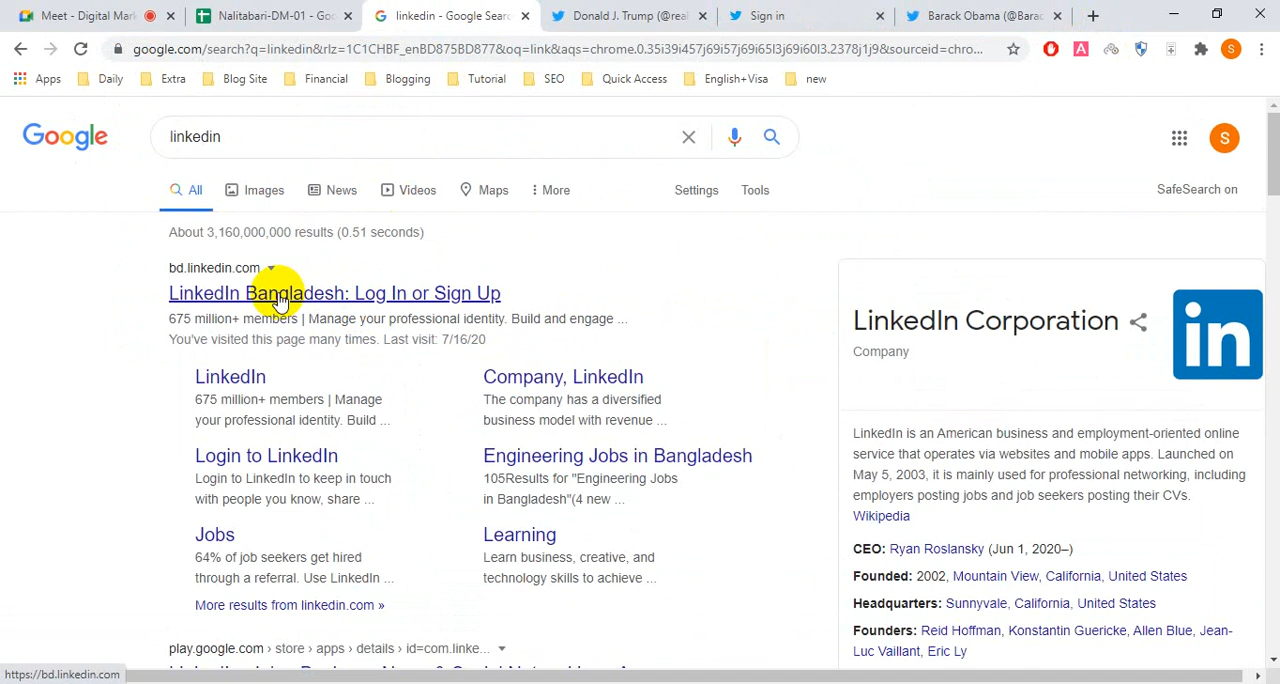 Meet - Digital Mark
Nalitabari-DM-01 - Goo
linkedin - Google Searc
Donald J. Trump (@real
Sign in
Barack Obama (@Barac
google.com/search?q=linkedin&rlz=1C1CHBF_enBD875BD877&oq=link&aqs=chrome.0.35i39i457j69i57j69i65l3j69i60l3.2378j1j9&sourceid=chro...
A
S
Apps
Daily
Extra
Blog Site
Financial
Blogging
Tutorial
SEO
Quick Access
English+Visa
new
Google
linkedin
S
All
Images
News
Videos
Maps
More
Settings
Tools
SafeSearch on
About 3,160,000,000 results (0.51 seconds)
bd.linkedin.com
LinkedIn Bangladesh: Log In or Sign Up
675 million+ members | Manage your professional identity. Build and engage ...
You've visited this page many times. Last visit: 7/16/20
LinkedIn
675 million+ members | Manage
your professional identity. Build ...
Company, LinkedIn
The company has a diversified
business model with revenue ...
Login to LinkedIn
Login to LinkedIn to keep in touch
with people you know, share ...
Engineering Jobs in Bangladesh
105Results for "Engineering Jobs
in Bangladesh"(4 new ...
Jobs
64% of job seekers get hired
through a referral. Use LinkedIn ...
Learning
Learn business, creative, and
technology skills to achieve ...
More results from linkedin.com »
play.google.com › store › apps › details › id=com.linke...
LinkedIn Corporation
Company
in
LinkedIn is an American business and employment-oriented online
service that operates via websites and mobile apps. Launched on
May 5, 2003, it is mainly used for professional networking, including
employers posting jobs and job seekers posting their CVs.
Wikipedia
CEO: Ryan Roslansky (Jun 1, 2020–)
Founded: 2002, Mountain View, California, United States
Headquarters: Sunnyvale, California, United States
Founders: Reid Hoffman, Konstantin Guericke, Allen Blue, Jean-
Luc Vaillant, Eric Ly
https://bd.linkedin.com